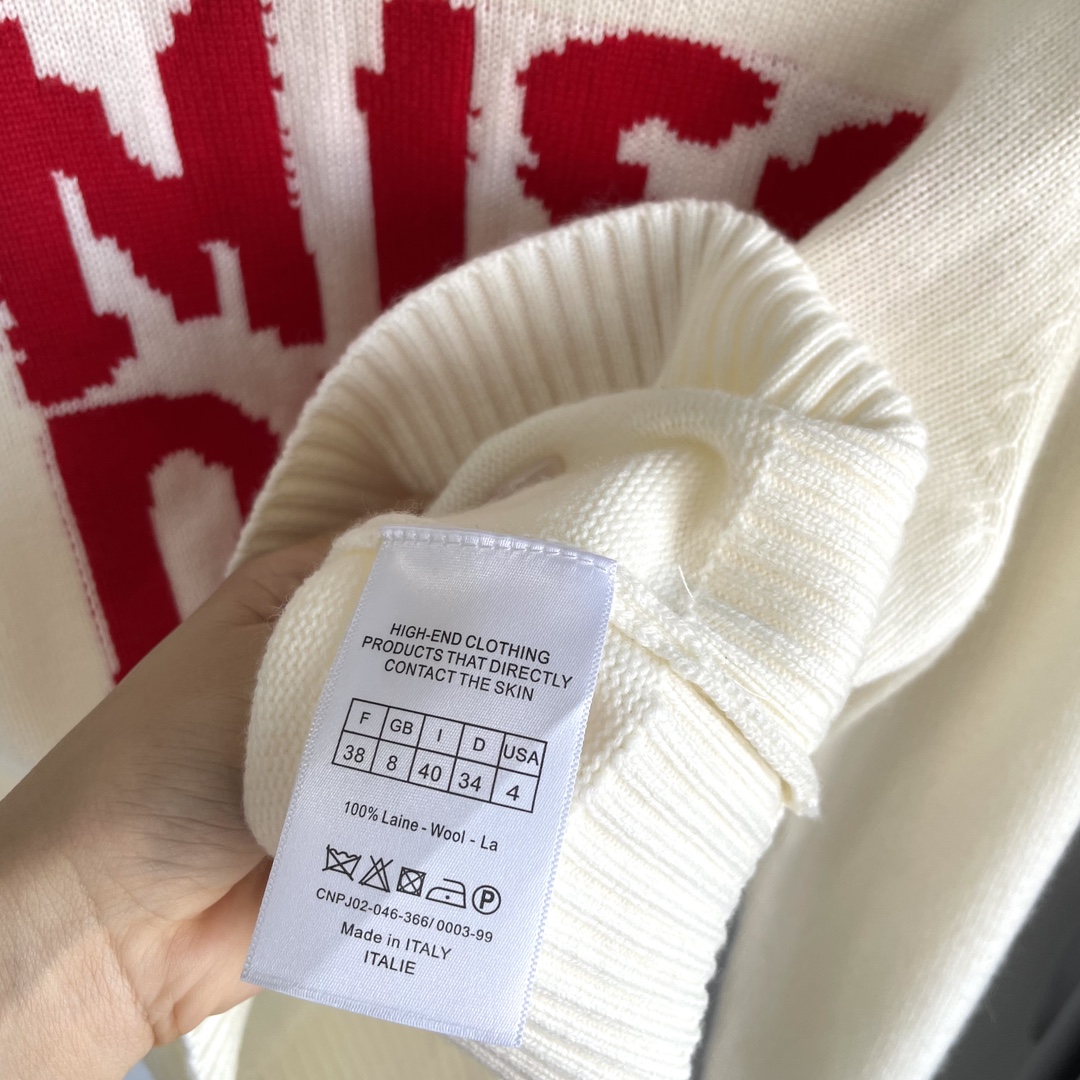 HIGH-END CLOTHING
PRODUCTS THAT DIRECTLY
CONTACT THE SKIN
F GB I D USA
38 8 40 34 4
100% Laine - Wool - La
P
CNPJ02-046-366/0003-99
Made in ITALY
ITALIE